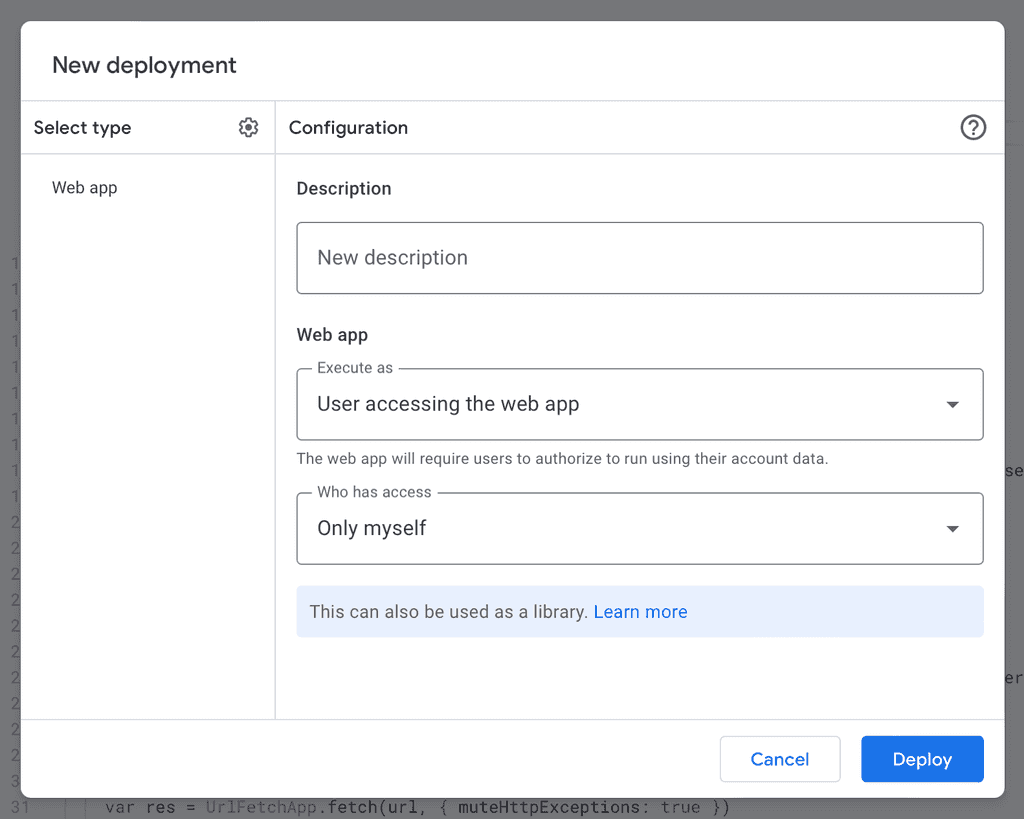 New deployment
Select type
Configuration
Web app
Description
New description
Web app
Execute as
User accessing the web app
The web app will require users to authorize to run using their account data.
Who has access
Only myself
This can also be used as a library. Learn more
Cancel
Deploy
31 var res = UrlFetchApp.fetch(url, { muteHttpExceptions: true })